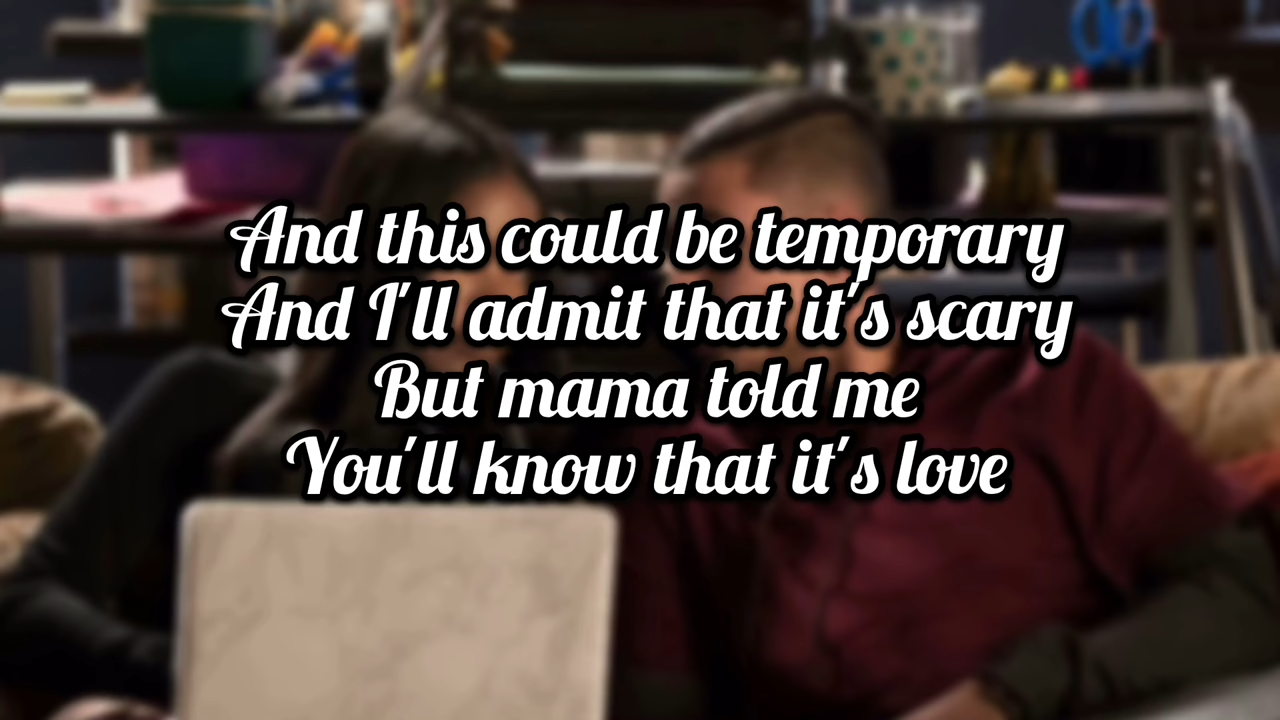 And this could be temporary
And I'll admit that it's scary
But mama told me
You'll know that it's love